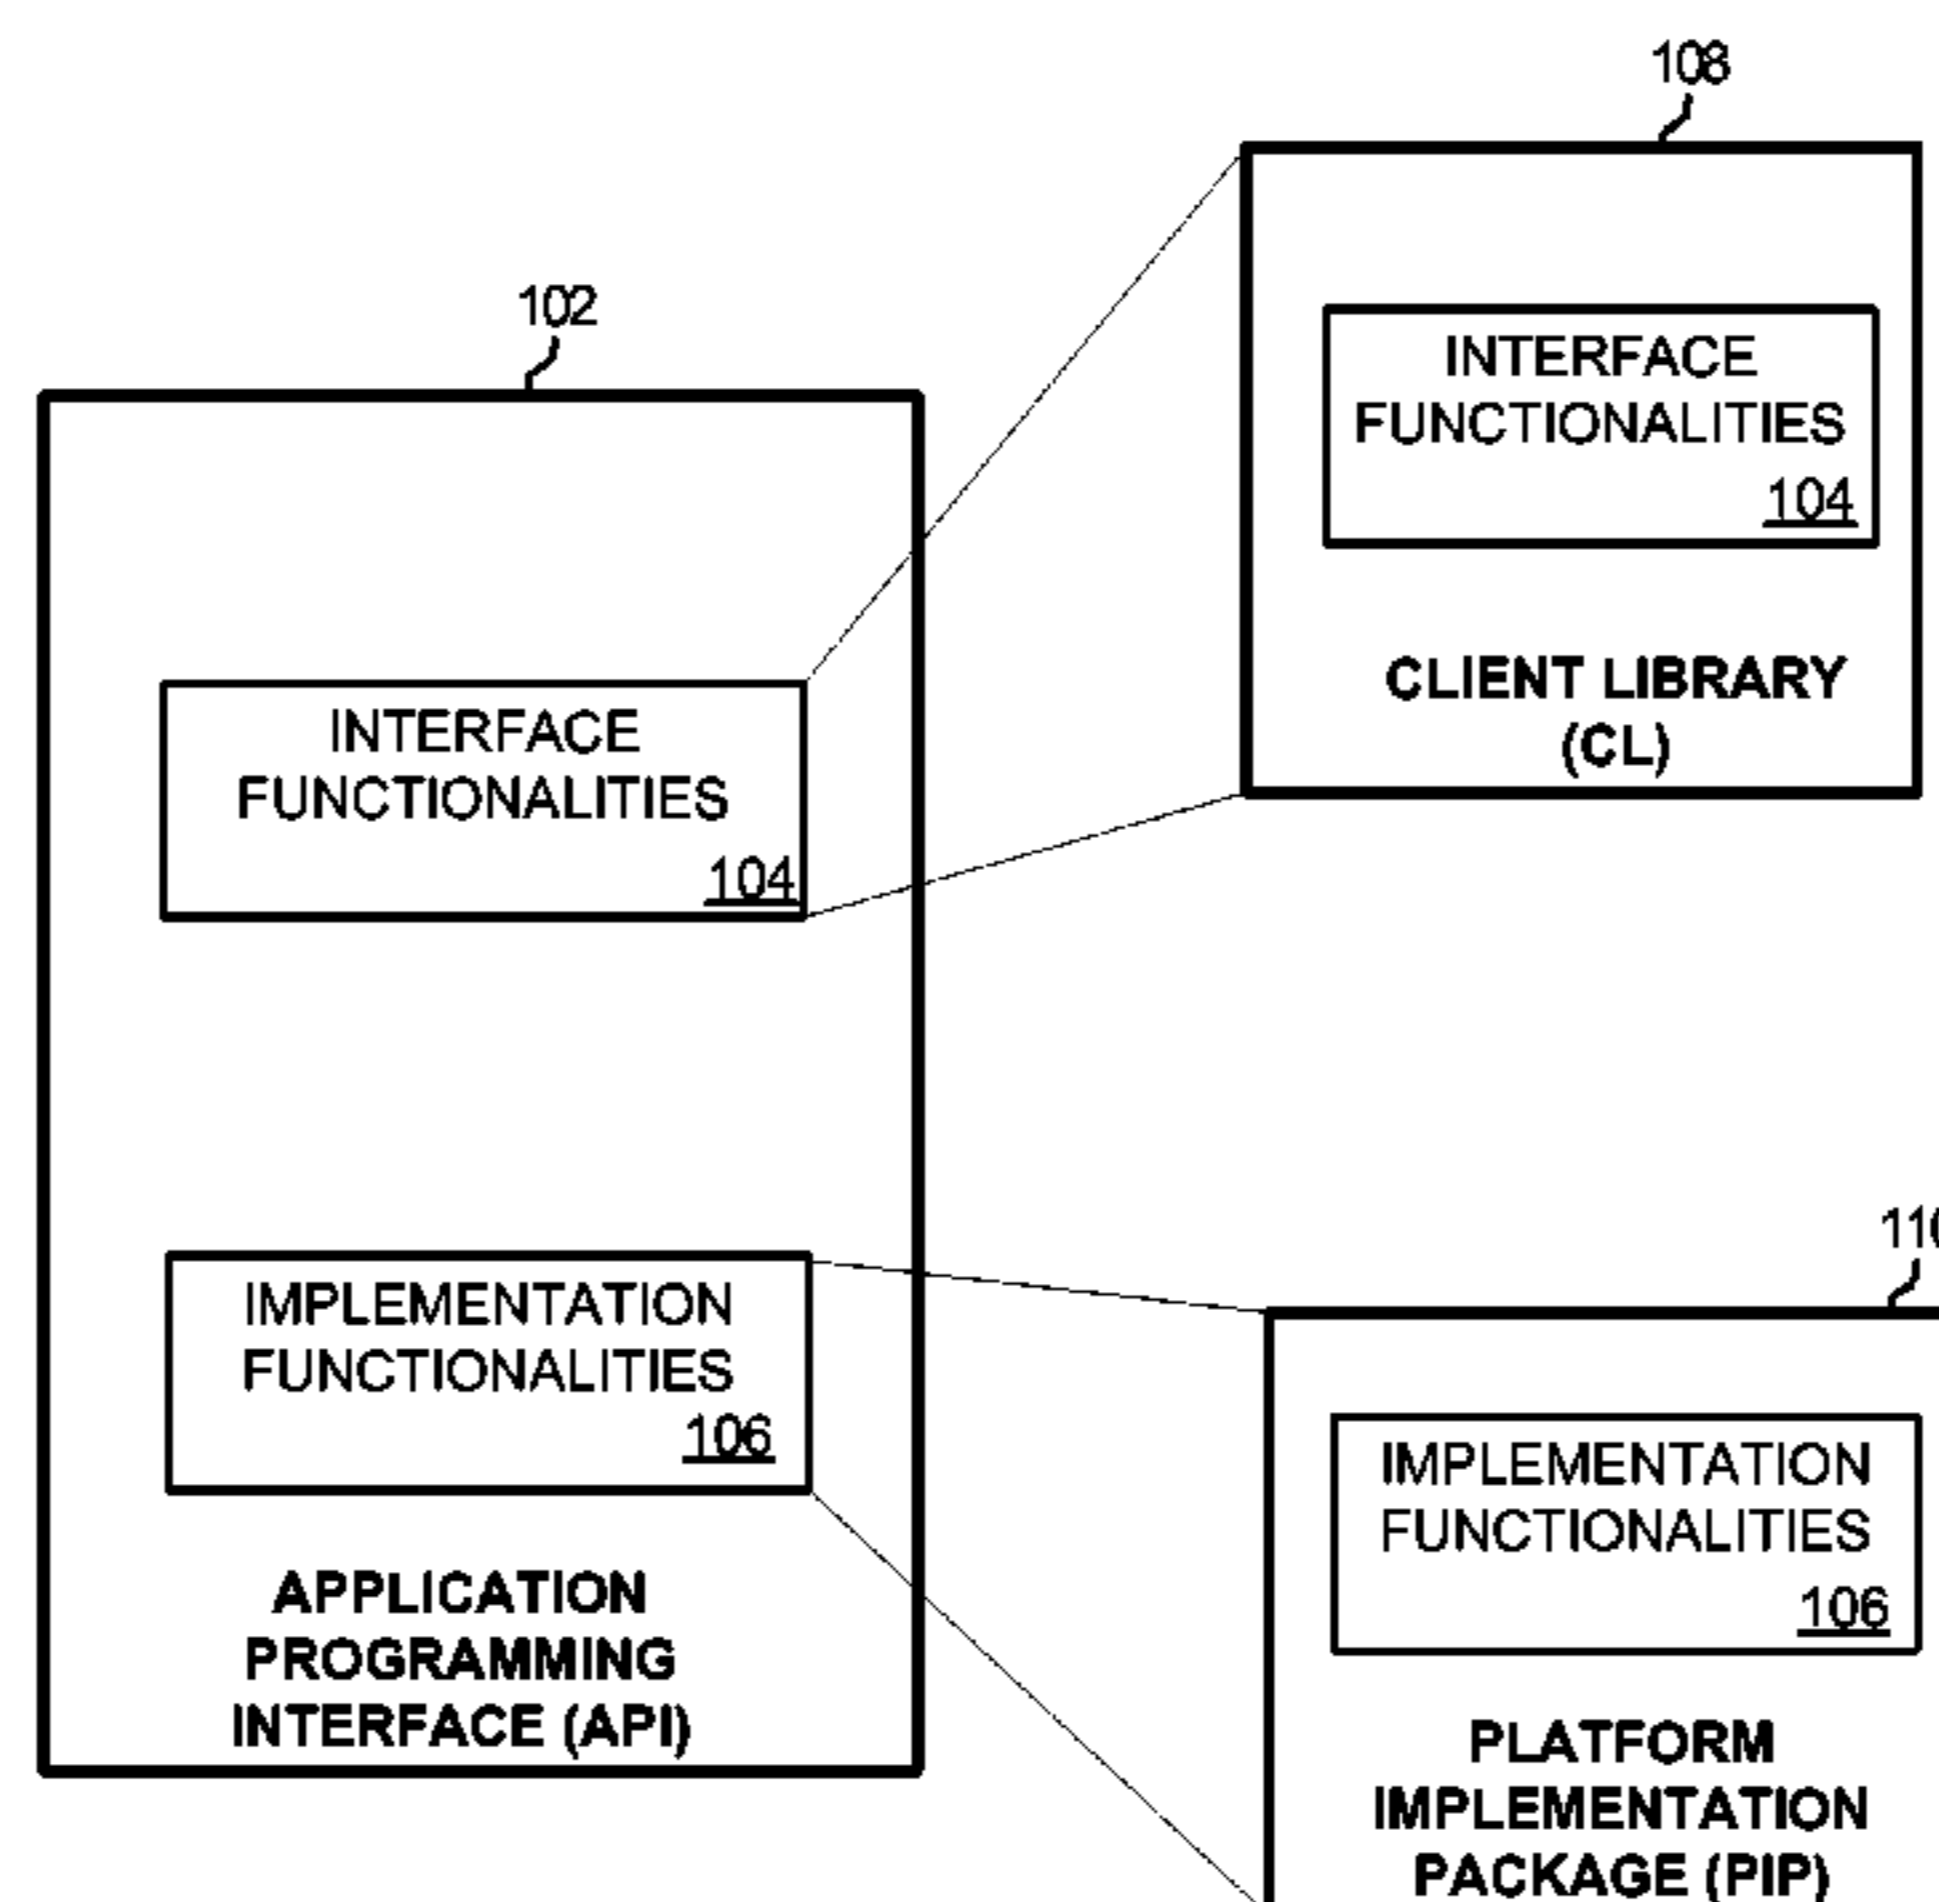 108
INTERFACE
FUNCTIONALITIES
104
CLIENT LIBRARY
(CL)
102
INTERFACE
FUNCTIONALITIES
104
IMPLEMENTATION
FUNCTIONALITIES
106
APPLICATION
PROGRAMMING
INTERFACE (API)
110
IMPLEMENTATION
FUNCTIONALITIES
106
PLATFORM
IMPLEMENTATION
PACKAGE (PIP)